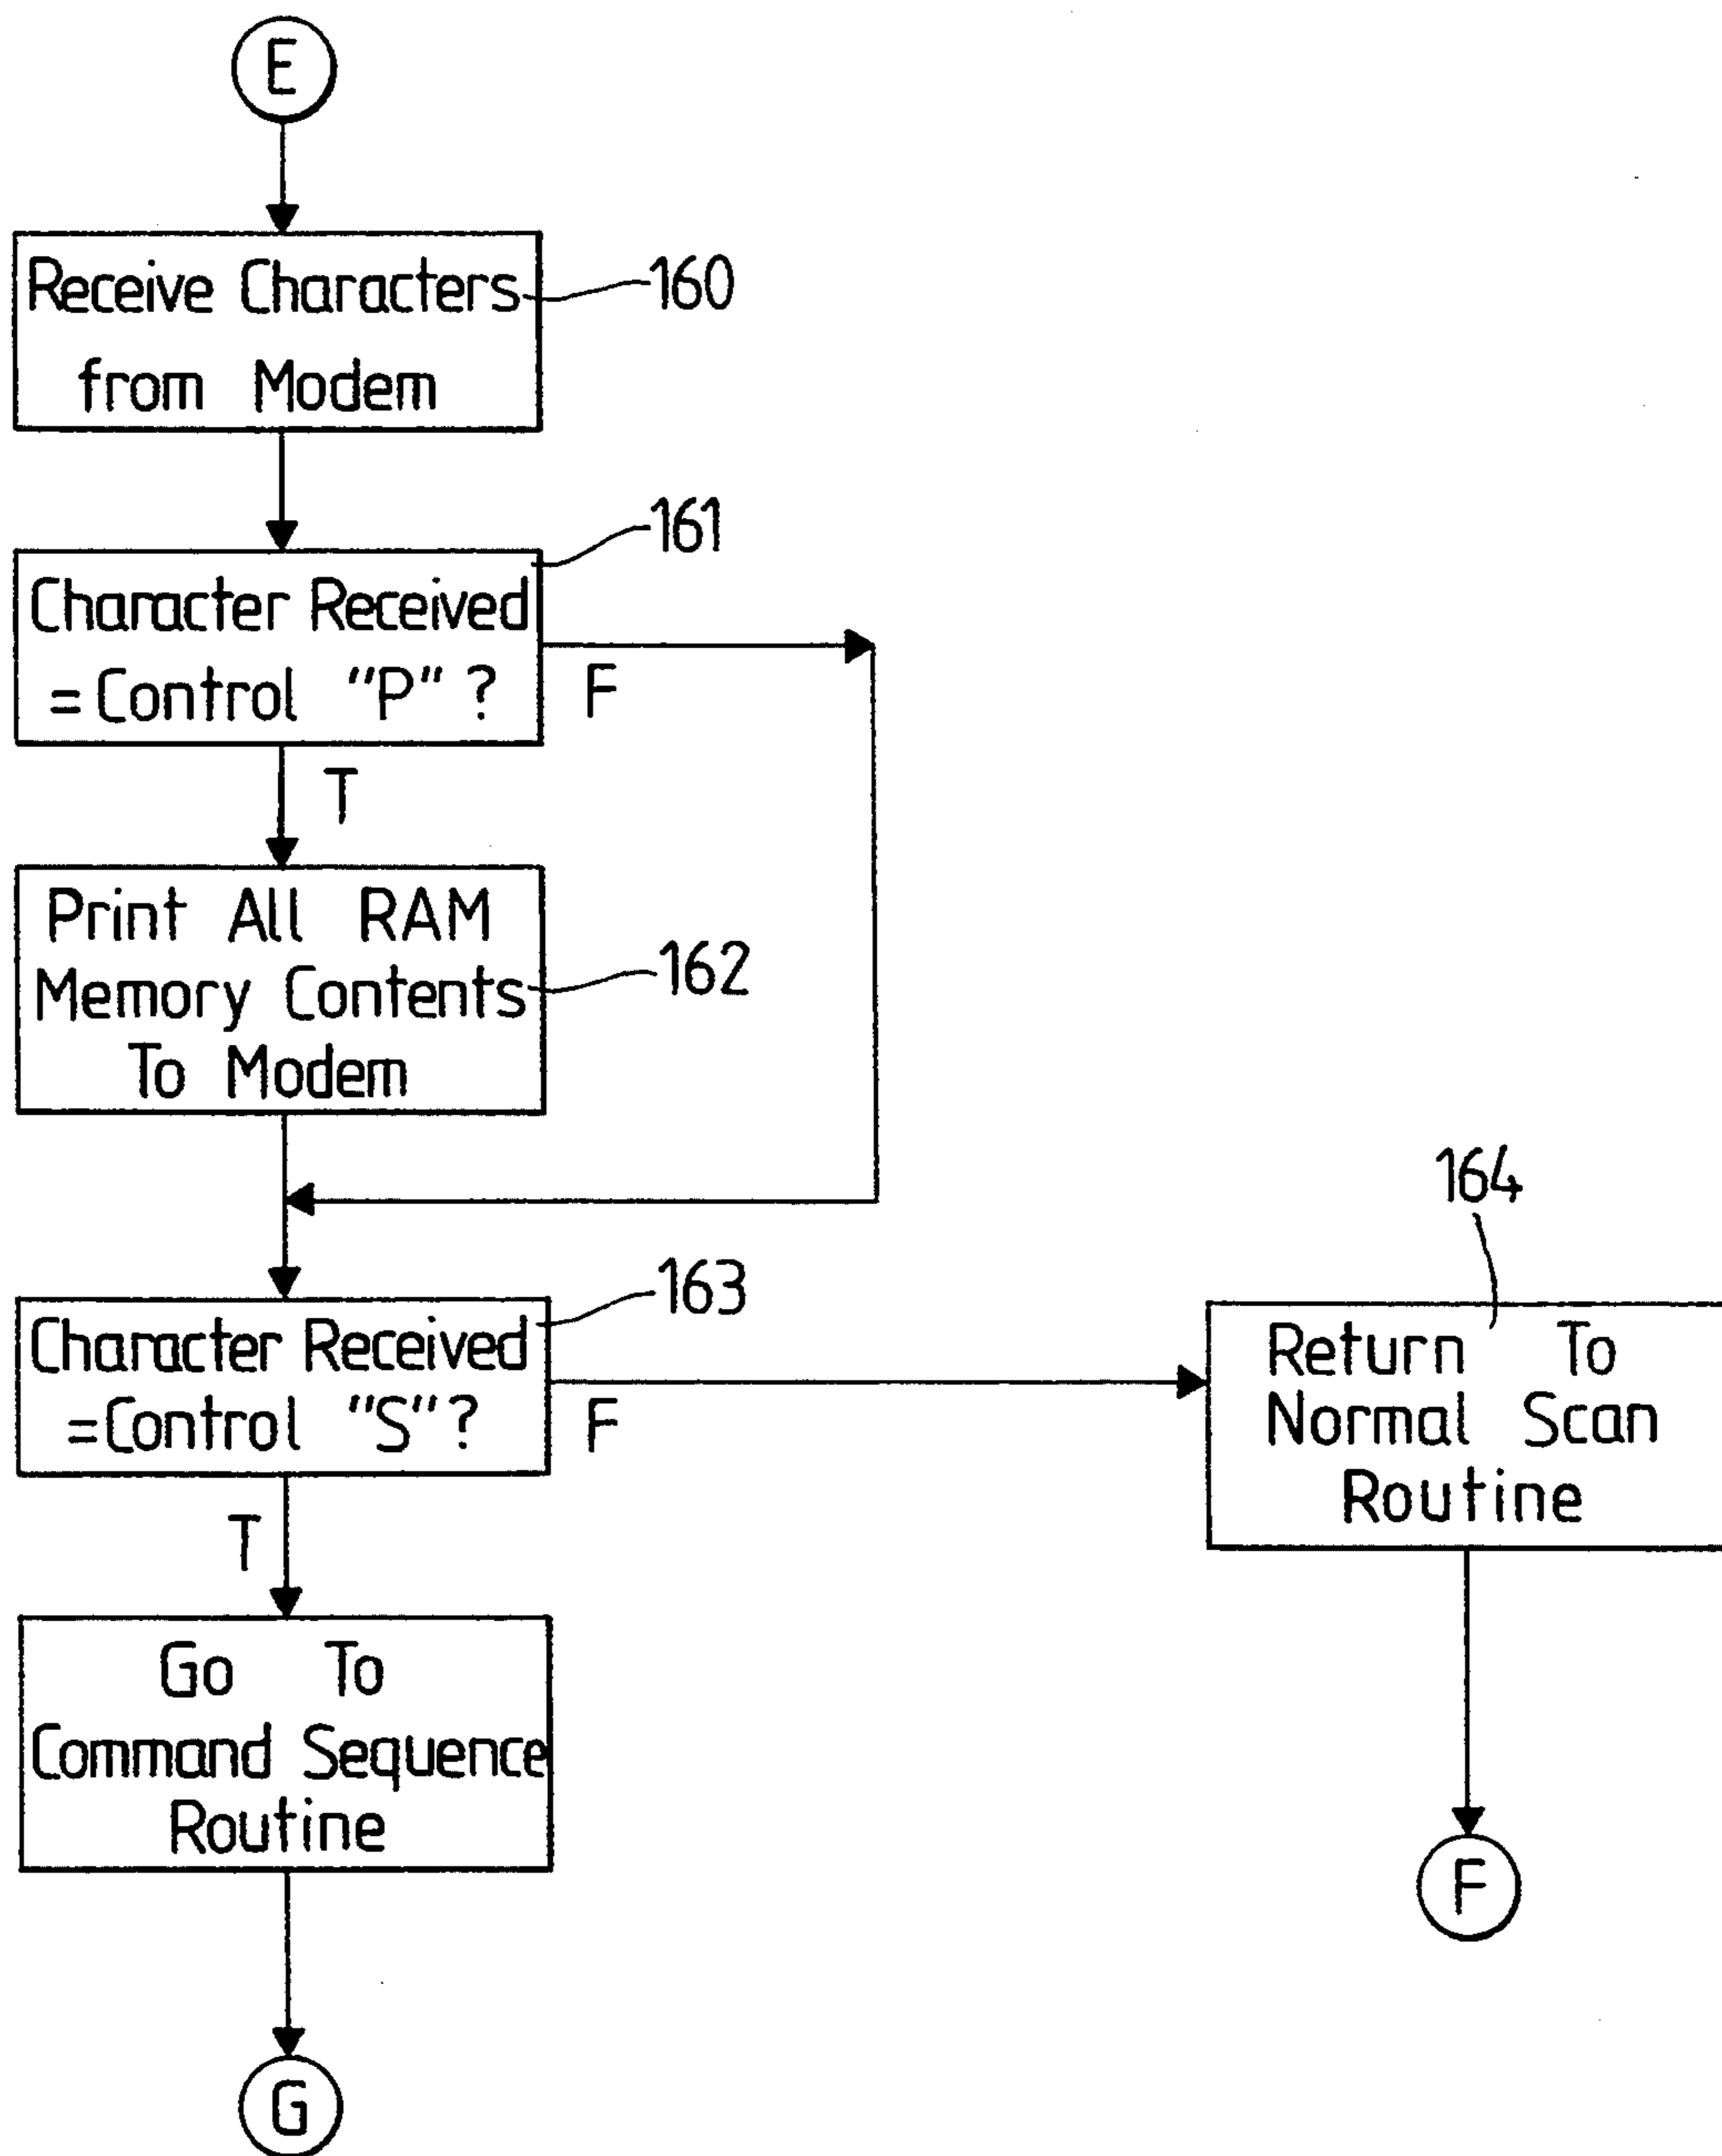 E
Receive Characters
from Modem
160
161
Character Received
=Control "P" ?
F
T
Print All RAM
Memory Contents
To Modem
162
163
Character Received
=Control "S"?
F
T
164
Return To
Normal Scan
Routine
Go To
Command Sequence
Routine
F
G